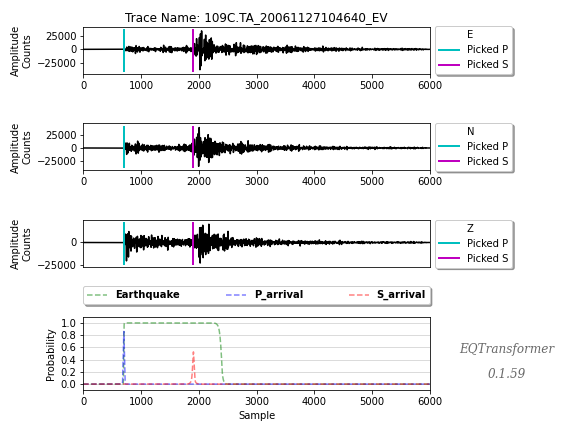 Trace Name: 109C.TA_20061127104640_EV
Amplitude
Counts
25000
0
−25000
0 1000 2000 3000 4000 5000 6000
E
Picked P
Picked S
Amplitude
Counts
25000
0
−25000
0 1000 2000 3000 4000 5000 6000
N
Picked P
Picked S
Amplitude
Counts
0
−25000
0 1000 2000 3000 4000 5000 6000
Z
Picked P
Picked S
Earthquake P_arrival S_arrival
Probability
1.0
0.8
0.6
0.4
0.2
0.0
0 1000 2000 3000 4000 5000 6000
Sample
EQTransformer
0.1.59